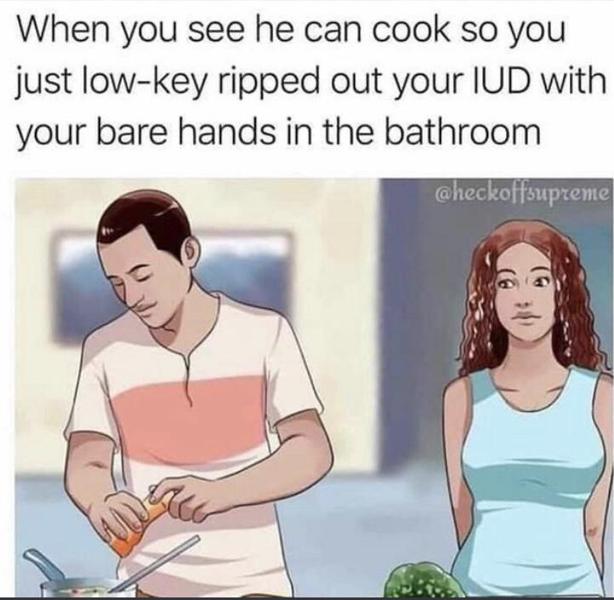 When you see he can cook so you
just low-key ripped out your IUD with
your bare hands in the bathroom
@heckoffsupreme